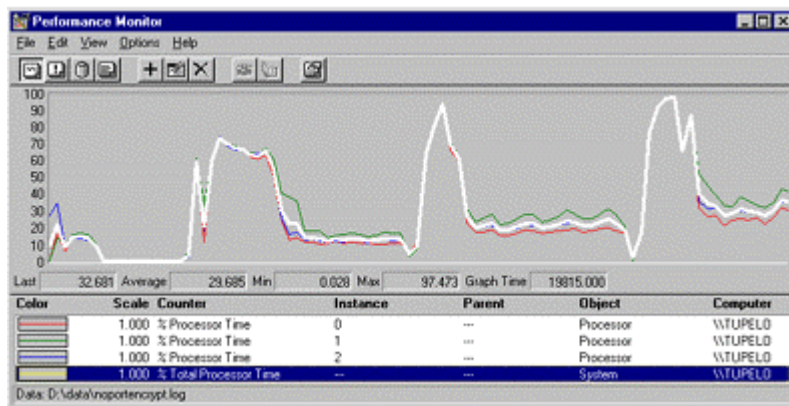 Performance Monitor
File Edit View Options Help
100
90
80
70
60
50
40
30
20
10
0
Last 32.681 Average 29.685 Min 0.028 Max 97.473 Graph Time 19815.000
Color Scale Counter Instance Parent Object Computer
1.000 % Processor Time 0 --- Processor \\TUPELO
1.000 % Processor Time 1 --- Processor \\TUPELO
1.000 % Processor Time 2 --- Processor \\TUPELO
1.000 % Total Processor Time --- --- System \\TUPELO
Data: D:\data\noportencrypt.log